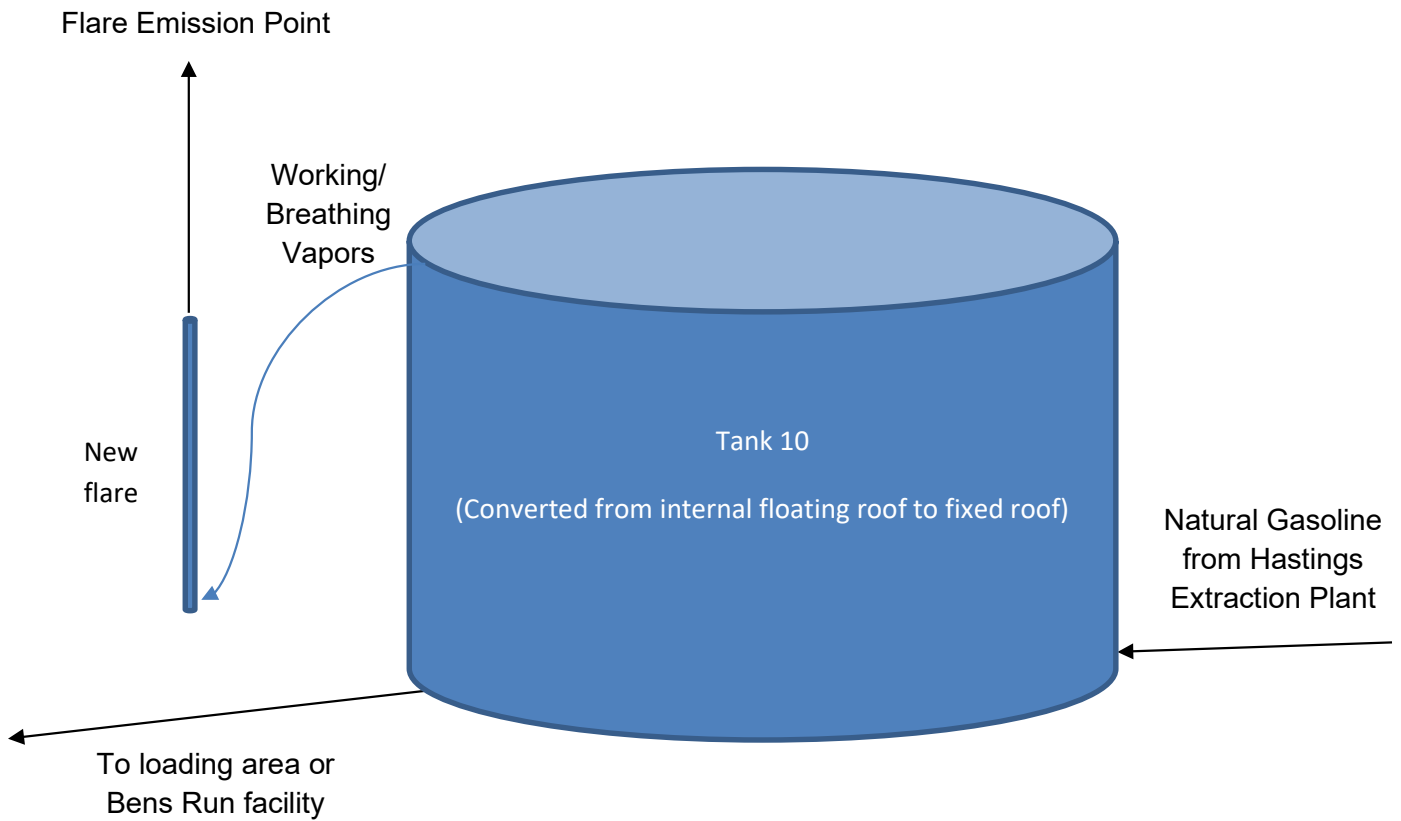 Flare Emission Point
Working/
Breathing
Vapors
New
flare
Tank 10
(Converted from internal floating roof to fixed roof)
Natural Gasoline
from Hastings
Extraction Plant
To loading area or
Bens Run facility